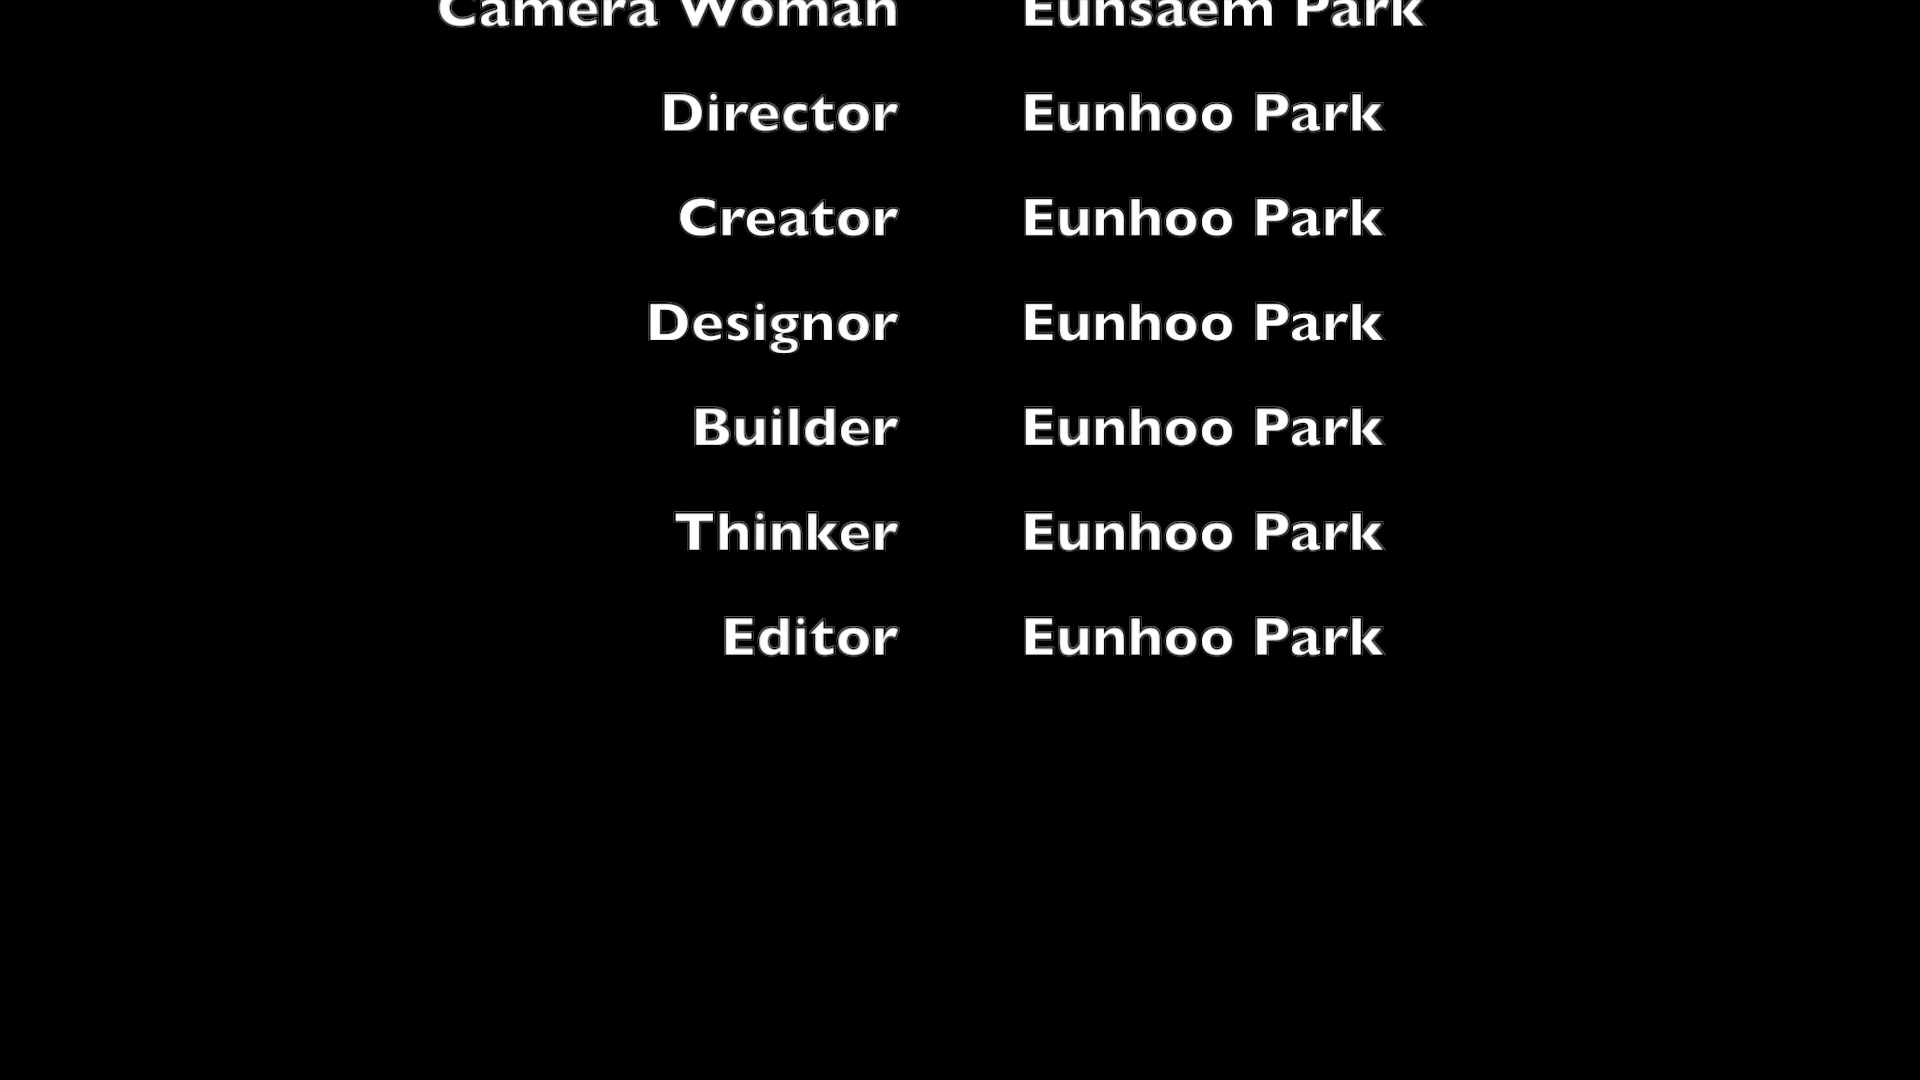 Camera Woman Eunsaem Park
Director Eunhoo Park
Creator Eunhoo Park
Designor Eunhoo Park
Builder Eunhoo Park
Thinker Eunhoo Park
Editor Eunhoo Park